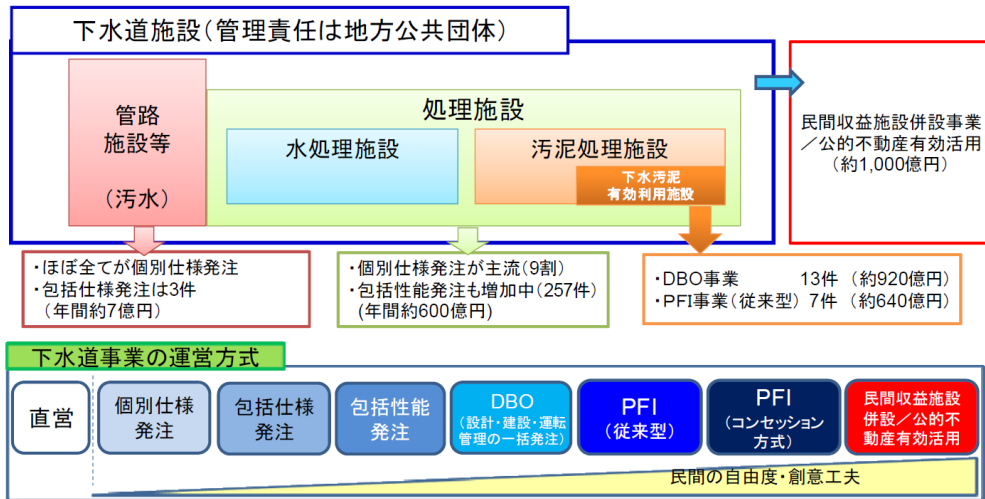 下水道施設(管理責任は地方公共団体)
管路
施設等
(汚水)
処理施設
水処理施設
汚泥処理施設
下水汚泥
有効利用施設
民間収益施設併設事業
／公的不動産有効活用
(約1,000億円)
・ほぼ全てが個別仕様発注
・包括仕様発注は3件
(年間約7億円)
・個別仕様発注が主流(9割)
・包括性能発注も増加中(257件)
(年間約600億円)
・DBO事業 13件 (約920億円)
・PFI事業(従来型) 7件 (約640億円)
下水道事業の運営方式
直営
個別仕様
発注
包括仕様
発注
包括性能
発注
DBO
(設計・建設・運転
管理の一括発注)
PFI
(従来型)
PFI
(コンセッション
方式)
民間収益施設
併設／公的不
動産有効活用
民間の自由度・創意工夫